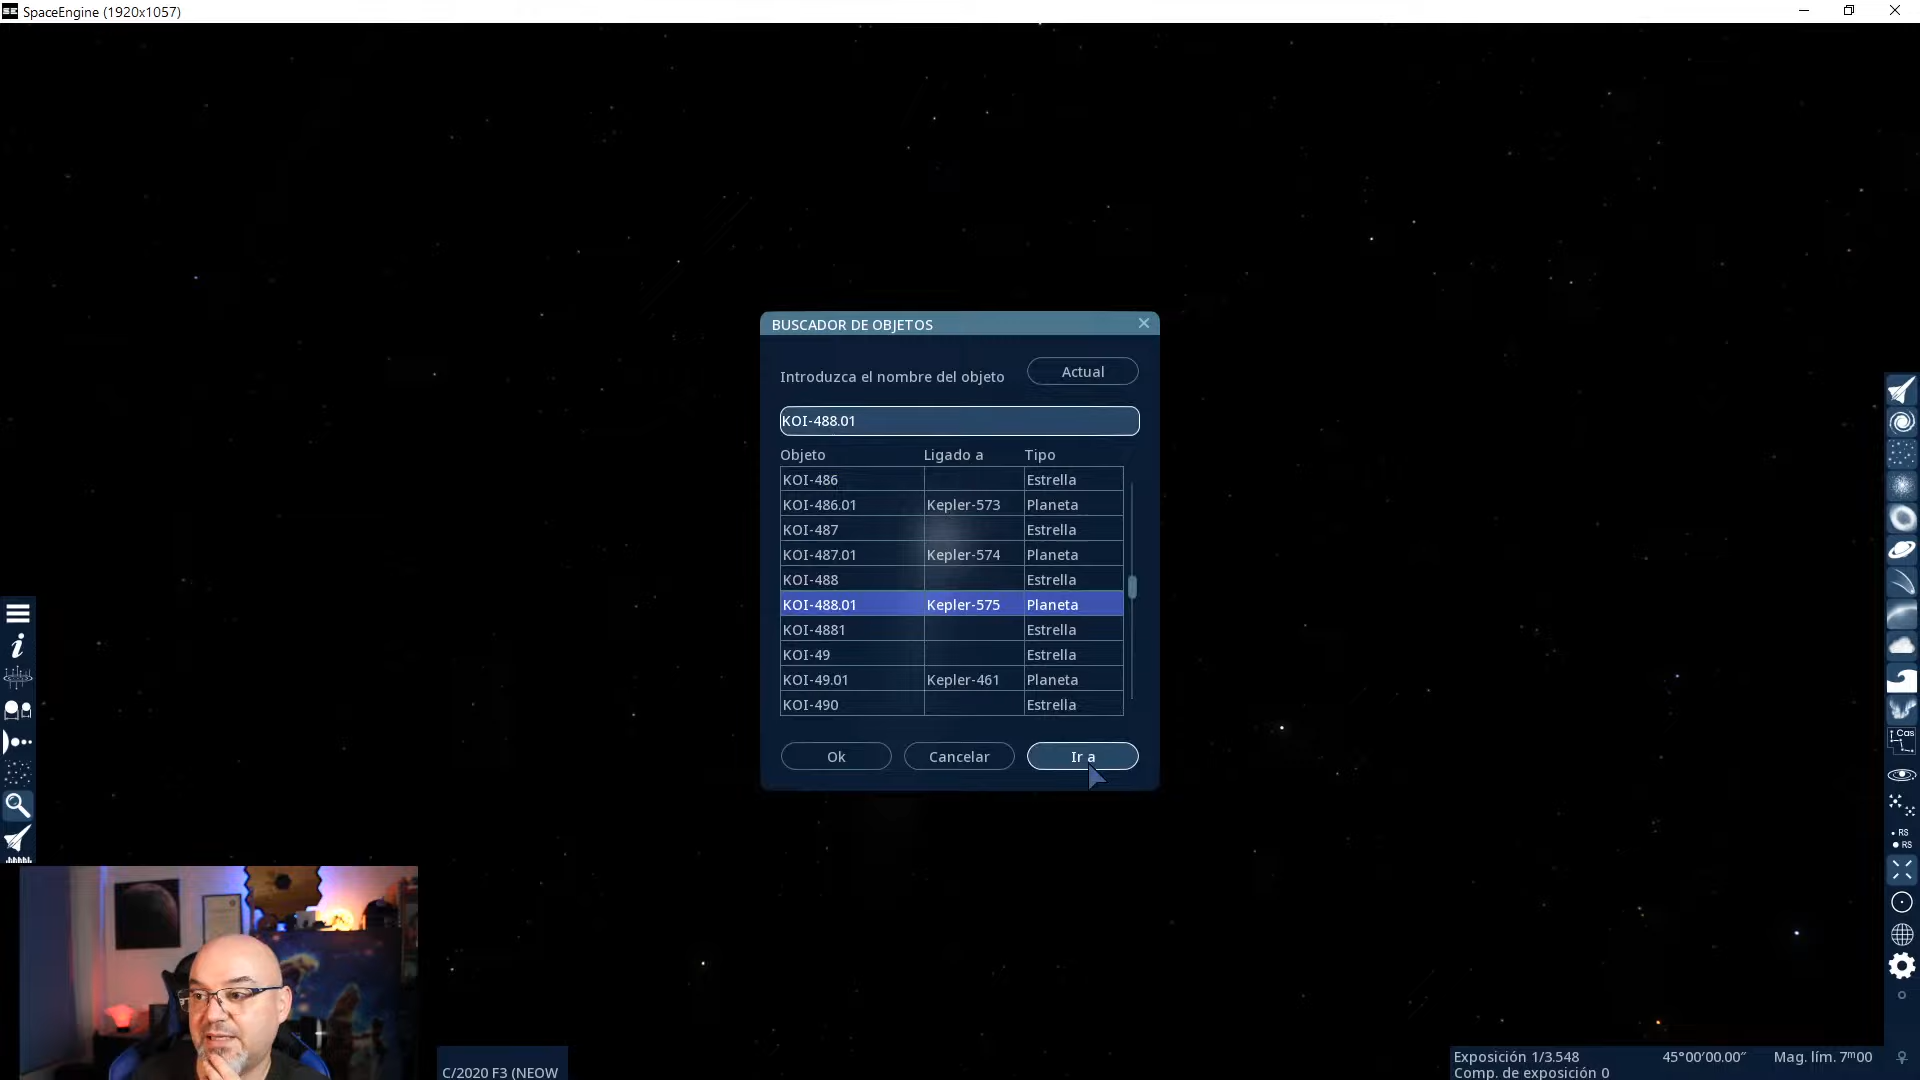 SpaceEngine (1920x1057)
BUSCADOR DE OBJETOS
Introduzca el nombre del objeto
Actual
KOI-488.01
Objeto Ligado a Tipo
KOI-486 Estrella
KOI-486.01 Kepler-573 Planeta
KOI-487 Estrella
KOI-487.01 Kepler-574 Planeta
KOI-488 Estrella
KOI-488.01 Kepler-575 Planeta
KOI-4881 Estrella
KOI-49 Estrella
KOI-49.01 Kepler-461 Planeta
KOI-490 Estrella
Ok Cancelar Ir a
Cas
RS
RS
C/2020 F3 (NEOW
Exposición 1/3.548 45°00′00.00″ Mag. lím. 7ᵐ00
Comp. de exposición 0